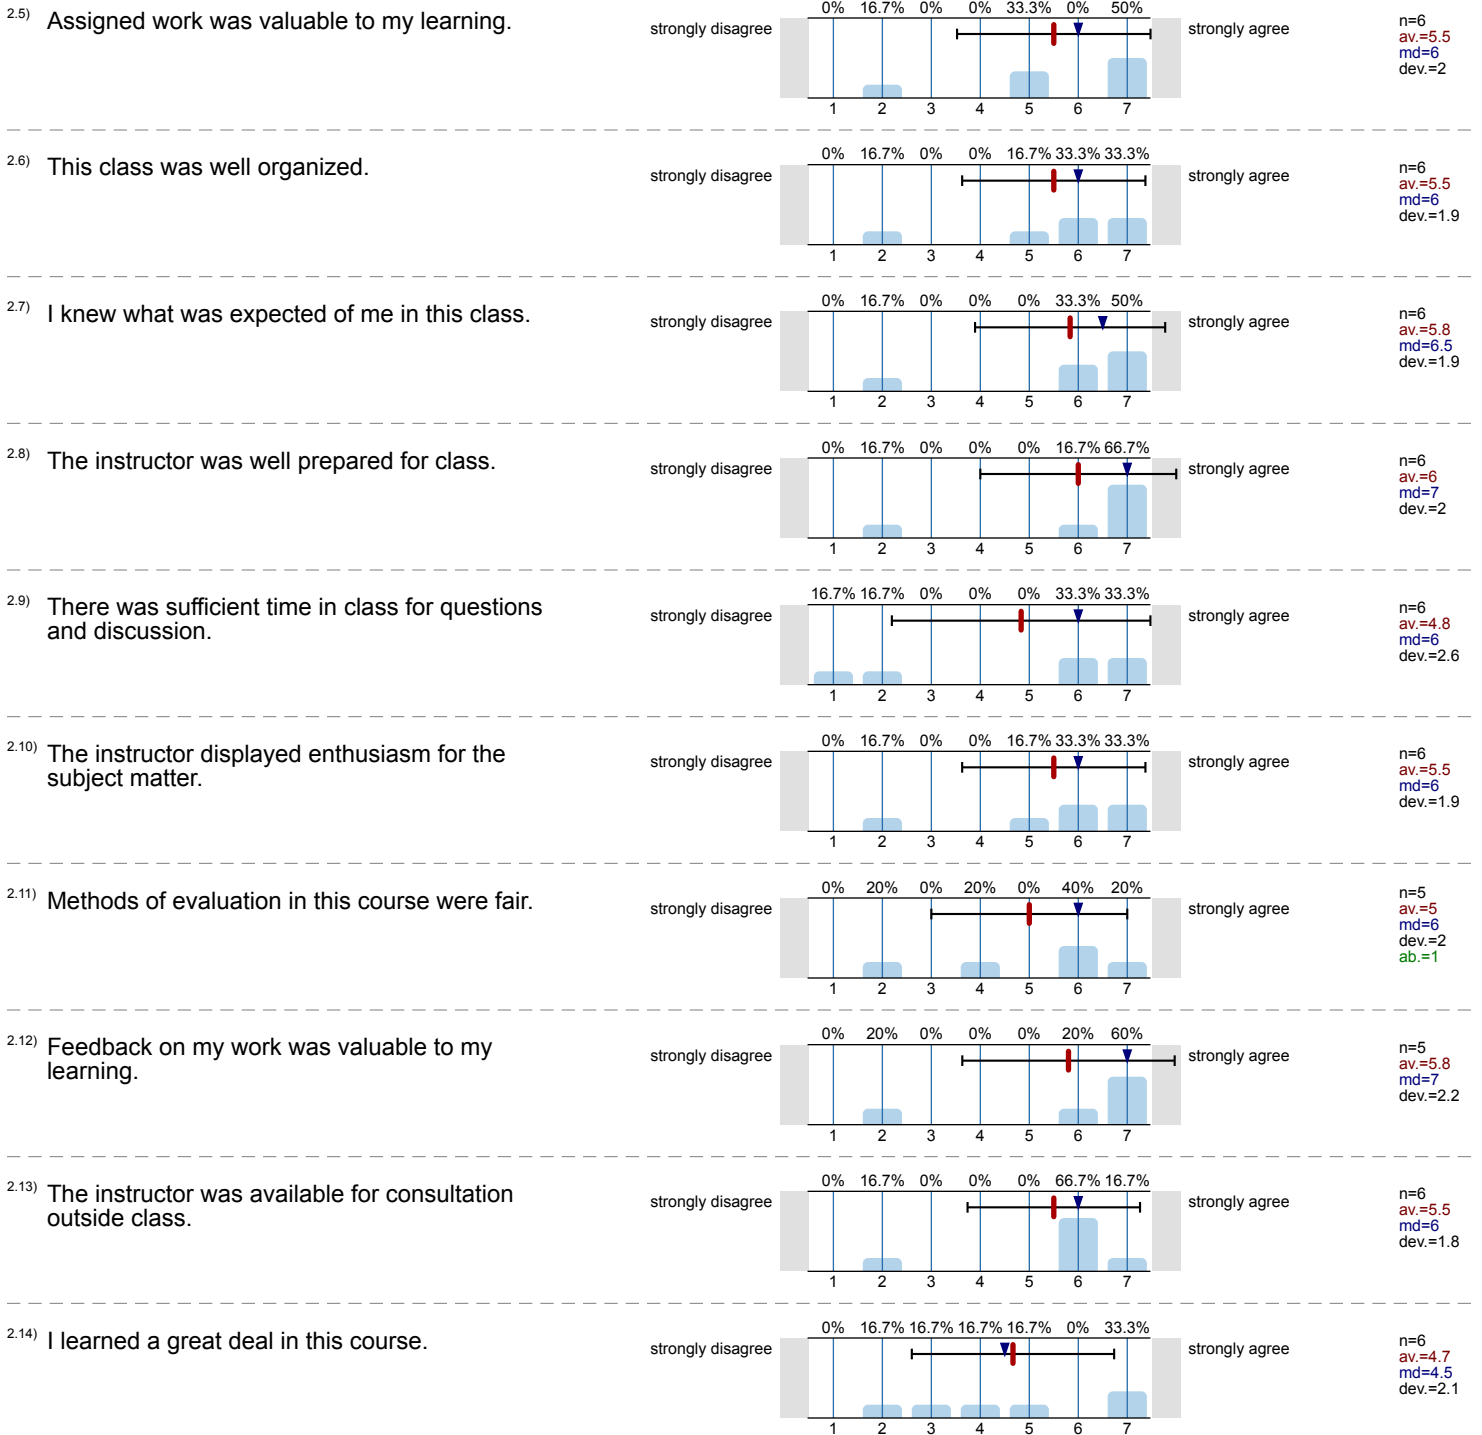 2.5) Assigned work was valuable to my learning.
strongly disagree
0% 16.7% 0% 0% 33.3% 0% 50%
1 2 3 4 5 6 7
strongly agree
n=6
av.=5.5
md=6
dev.=2
2.6) This class was well organized.
strongly disagree
0% 16.7% 0% 0% 16.7% 33.3% 33.3%
1 2 3 4 5 6 7
strongly agree
n=6
av.=5.5
md=6
dev.=1.9
2.7) I knew what was expected of me in this class.
strongly disagree
0% 16.7% 0% 0% 0% 33.3% 50%
1 2 3 4 5 6 7
strongly agree
n=6
av.=5.8
md=6.5
dev.=1.9
2.8) The instructor was well prepared for class.
strongly disagree
0% 16.7% 0% 0% 0% 16.7% 66.7%
1 2 3 4 5 6 7
strongly agree
n=6
av.=6
md=7
dev.=2
2.9) There was sufficient time in class for questions
and discussion.
strongly disagree
16.7% 16.7% 0% 0% 0% 33.3% 33.3%
1 2 3 4 5 6 7
strongly agree
n=6
av.=4.8
md=6
dev.=2.6
2.10) The instructor displayed enthusiasm for the
subject matter.
strongly disagree
0% 16.7% 0% 0% 16.7% 33.3% 33.3%
1 2 3 4 5 6 7
strongly agree
n=6
av.=5.5
md=6
dev.=1.9
2.11) Methods of evaluation in this course were fair.
strongly disagree
0% 20% 0% 20% 0% 40% 20%
1 2 3 4 5 6 7
strongly agree
n=5
av.=5
md=6
dev.=2
ab.=1
2.12) Feedback on my work was valuable to my
learning.
strongly disagree
0% 20% 0% 0% 0% 20% 60%
1 2 3 4 5 6 7
strongly agree
n=5
av.=5.8
md=7
dev.=2.2
2.13) The instructor was available for consultation
outside class.
strongly disagree
0% 16.7% 0% 0% 0% 66.7% 16.7%
1 2 3 4 5 6 7
strongly agree
n=6
av.=5.5
md=6
dev.=1.8
2.14) I learned a great deal in this course.
strongly disagree
0% 16.7% 16.7% 16.7% 16.7% 0% 33.3%
1 2 3 4 5 6 7
strongly agree
n=6
av.=4.7
md=4.5
dev.=2.1